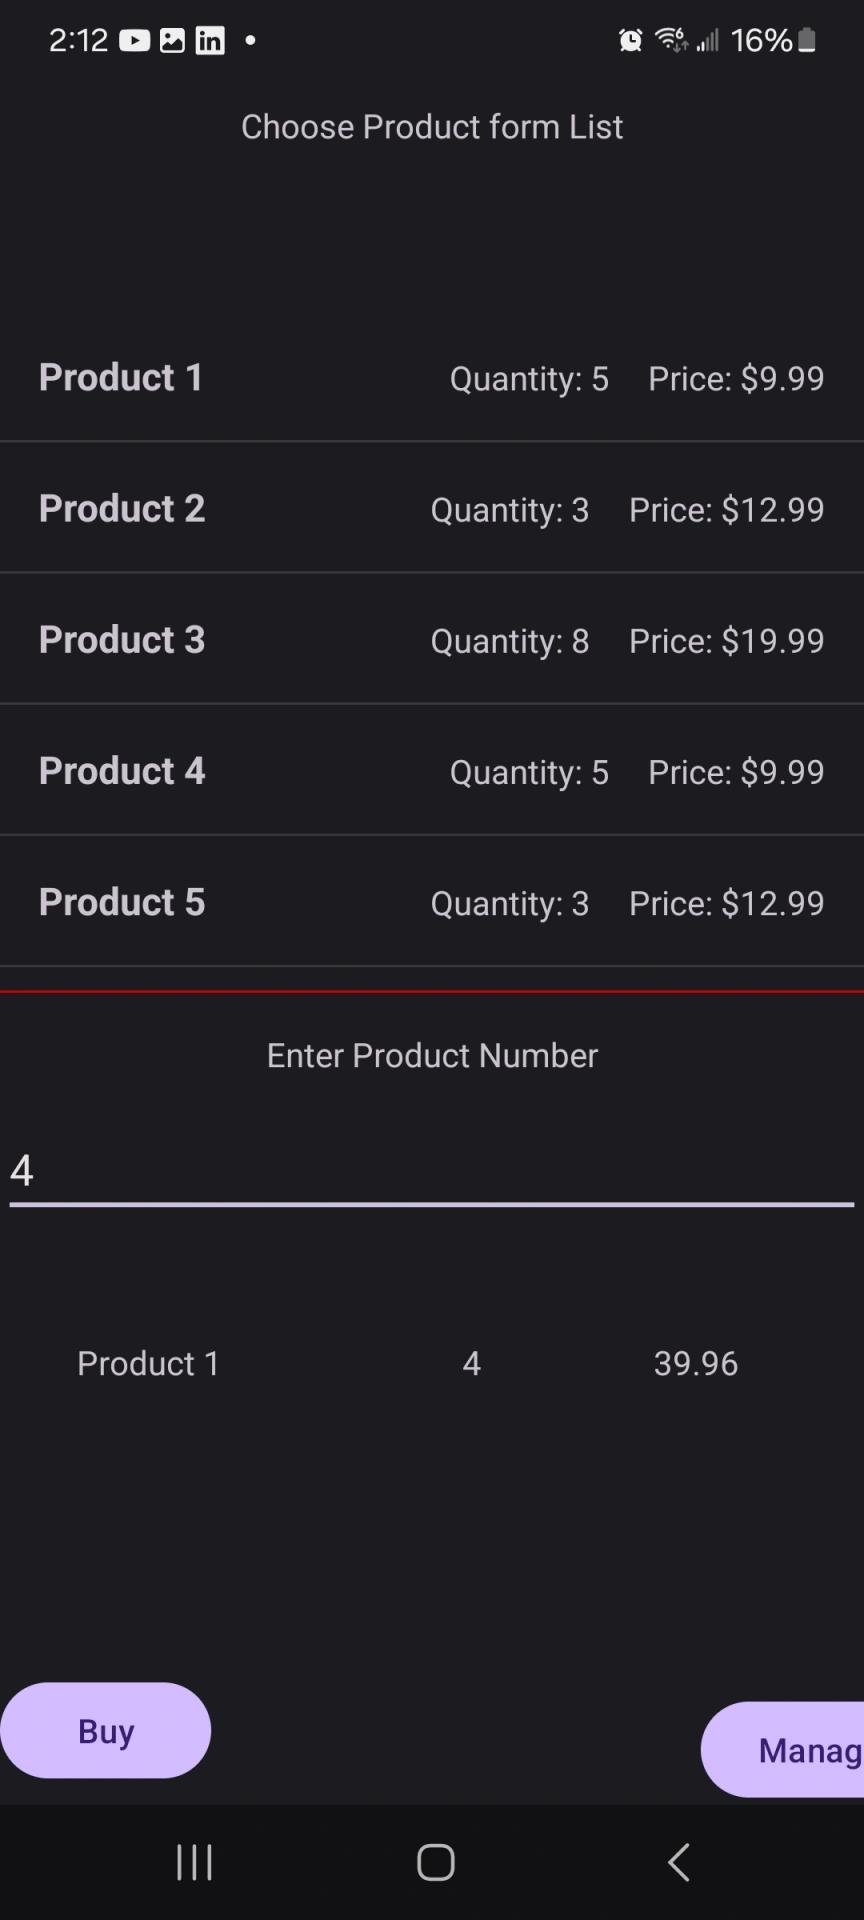 2:12 16%
Choose Product form List
Product 1 Quantity: 5 Price: $9.99
Product 2 Quantity: 3 Price: $12.99
Product 3 Quantity: 8 Price: $19.99
Product 4 Quantity: 5 Price: $9.99
Product 5 Quantity: 3 Price: $12.99
Enter Product Number
4
Product 1 4 39.96
Buy
Manag